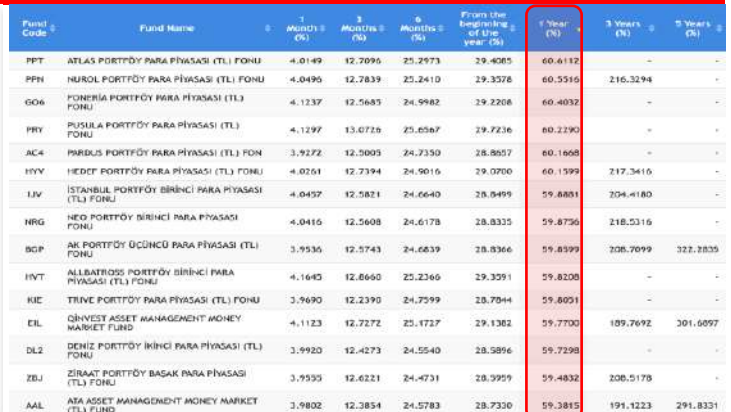 Fund Code Fund Name 1 Month (%) 3 Months (%) 6 Months (%) From the beginning of the year (%) 1 Year (%) 3 Years (%) 5 Years (%)
PPT ATLAS PORTFÖY PARA PİYASASI (TL) FONU 4.0149 12.7096 25.2973 29.4085 60.6112 - -
PPN NUROL PORTFÖY PARA PİYASASI (TL) FONU 4.0496 12.7839 25.2410 29.3578 60.5516 216.3294 -
GO6 FONERİA PORTFÖY PARA PİYASASI (TL) FONU 4.1237 12.5685 24.9982 29.2208 60.4032 - -
PRY PUSULA PORTFÖY PARA PİYASASI (TL) FONU 4.1297 13.0726 25.6567 29.7236 60.2290 - -
AC4 PARDUS PORTFÖY PARA PİYASASI (TL) FON 3.9272 12.5005 24.7350 28.8657 60.1668 - -
HYV HEDEF PORTFÖY PARA PİYASASI (TL) FONU 4.0261 12.7394 24.9016 29.0700 60.1599 217.3416 -
IJV İSTANBUL PORTFÖY BİRİNCİ PARA PİYASASI (TL) FONU 4.0457 12.5821 24.6640 28.8499 59.8881 204.4180 -
NRG NEO PORTFÖY BİRİNCİ PARA PİYASASI FONU 4.0416 12.5608 24.6178 28.8335 59.8756 218.5316 -
BGP AK PORTFÖY ÜÇÜNCÜ PARA PİYASASI (TL) FONU 3.9536 12.5743 24.6839 28.8366 59.8599 208.7099 322.2835
HVT ALLBATROSS PORTFÖY BİRİNCİ PARA PİYASASI (TL) FONU 4.1645 12.8660 25.2366 29.3591 59.8208 - -
KIE TRIVE PORTFÖY PARA PİYASASI (TL) FONU 3.9690 12.2390 24.7599 28.7844 59.8051 - -
EIL QINVEST ASSET MANAGEMENT MONEY MARKET FUND 4.1123 12.7272 25.1727 29.1382 59.7700 189.7692 301.6897
DL2 DENİZ PORTFÖY İKİNCİ PARA PİYASASI (TL) FONU 3.9920 12.4273 24.5540 28.5896 59.7298 - -
ZBJ ZİRAAT PORTFÖY BAŞAK PARA PİYASASI (TL) FONU 3.9555 12.6221 24.4731 28.5959 59.4832 208.5178 -
AAL ATA ASSET MANAGEMENT MONEY MARKET (TL) FUND 3.9802 12.3854 24.5783 28.7330 59.3815 191.1223 291.8331